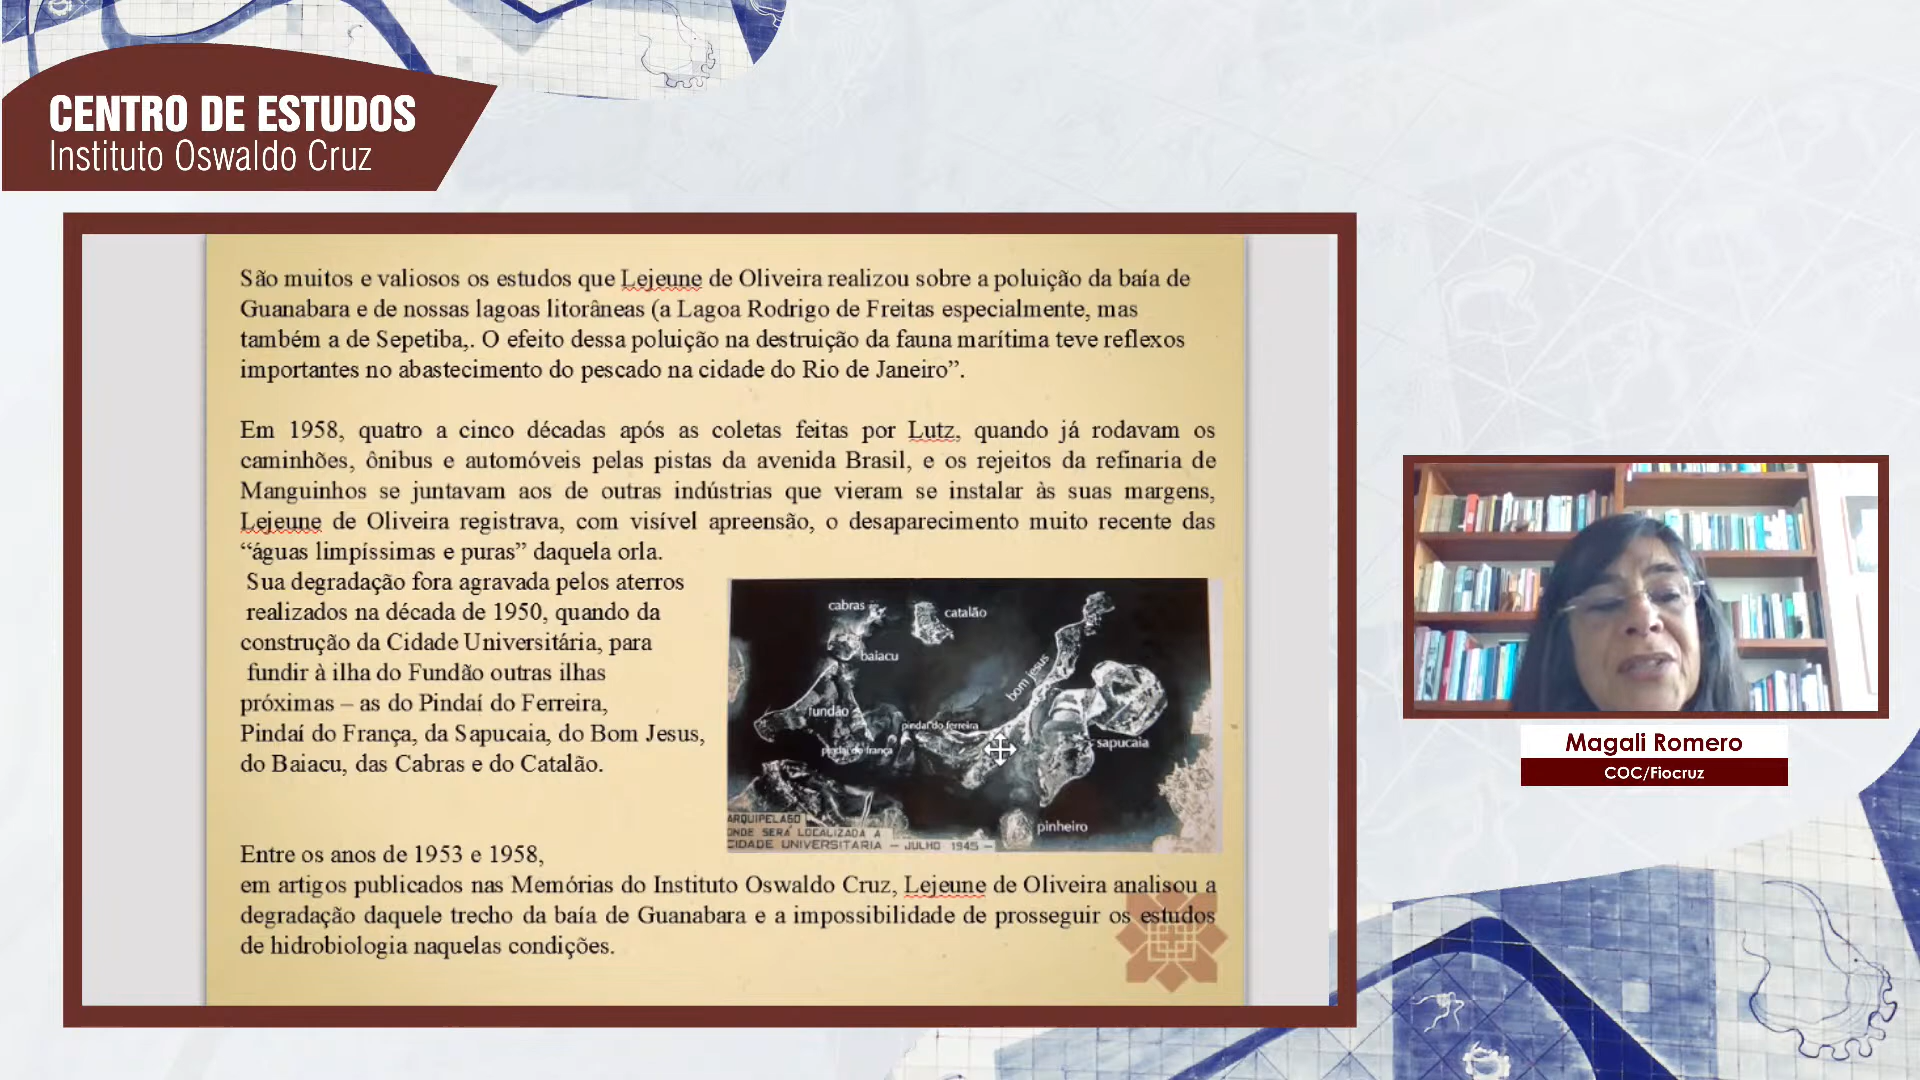 CENTRO DE ESTUDOS
Instituto Oswaldo Cruz
São muitos e valiosos os estudos que Lejeune de Oliveira realizou sobre a poluição da baía de
Guanabara e de nossas lagoas litorâneas (a Lagoa Rodrigo de Freitas especialmente, mas
também a de Sepetiba,. O efeito dessa poluição na destruição da fauna marítima teve reflexos
importantes no abastecimento do pescado na cidade do Rio de Janeiro”.
Em 1958, quatro a cinco décadas após as coletas feitas por Lutz, quando já rodavam os
caminhões, ônibus e automóveis pelas pistas da avenida Brasil, e os rejeitos da refinaria de
Manguinhos se juntavam aos de outras indústrias que vieram se instalar às suas margens,
Lejeune de Oliveira registrava, com visível apreensão, o desaparecimento muito recente das
“águas limpíssimas e puras” daquela orla.
Sua degradação fora agravada pelos aterros
realizados na década de 1950, quando da
construção da Cidade Universitária, para
fundir à ilha do Fundão outras ilhas
próximas – as do Pindaí do Ferreira,
Pindaí do França, da Sapucaia, do Bom Jesus,
do Baiacu, das Cabras e do Catalão.
cabras
catalão
baiacu
bom jesus
fundão
pindaí do ferreira
pindaí do frança
sapucaia
pinheiro
ARQUIPELAGO
ONDE SERÁ LOCALIZADA A
CIDADE UNIVERSITARIA – JULHO 1945 –
Entre os anos de 1953 e 1958,
em artigos publicados nas Memórias do Instituto Oswaldo Cruz, Lejeune de Oliveira analisou a
degradação daquele trecho da baía de Guanabara e a impossibilidade de prosseguir os estudos
de hidrobiologia naquelas condições.
Magali Romero
COC/Fiocruz